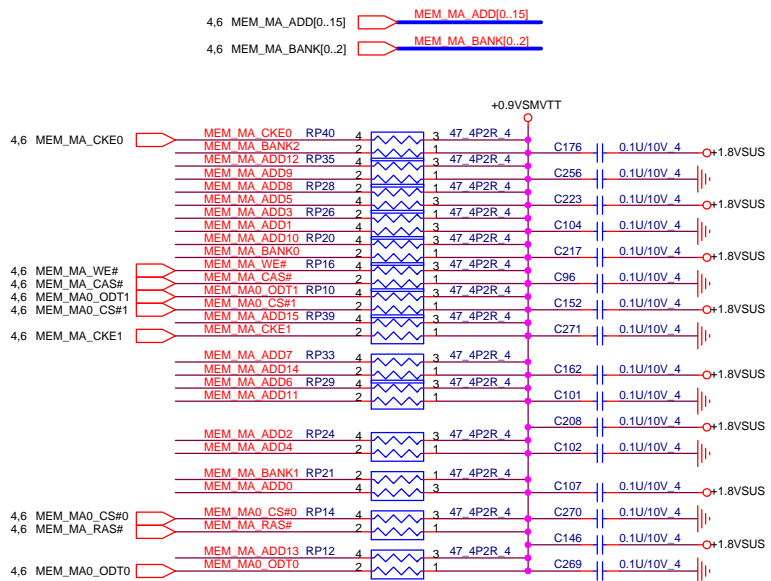 4,6 MEM_MA_ADD[0..15] MEM_MA_ADD[0..15]
4,6 MEM_MA_BANK[0..2] MEM_MA_BANK[0..2]
+0.9VSMVTT
4,6 MEM_MA_CKE0 MEM_MA_CKE0 RP40 4 3 47_4P2R_4
MEM_MA_BANK2 2 1 C176 0.1U/10V_4 +1.8VSUS
MEM_MA_ADD12 RP35 4 3 47_4P2R_4
MEM_MA_ADD9 2 1 C256 0.1U/10V_4
MEM_MA_ADD8 RP28 2 1 47_4P2R_4
MEM_MA_ADD5 4 3 C223 0.1U/10V_4 +1.8VSUS
MEM_MA_ADD3 RP26 2 1 47_4P2R_4
MEM_MA_ADD1 4 3 C104 0.1U/10V_4
MEM_MA_ADD10 RP20 4 3 47_4P2R_4
MEM_MA_BANK0 2 1 C217 0.1U/10V_4 +1.8VSUS
4,6 MEM_MA_WE# MEM_MA_WE# RP16 4 3 47_4P2R_4
4,6 MEM_MA_CAS# MEM_MA_CAS# 2 1 C96 0.1U/10V_4
4,6 MEM_MA0_ODT1 MEM_MA0_ODT1 RP10 4 3 47_4P2R_4
4,6 MEM_MA0_CS#1 MEM_MA0_CS#1 2 1 C152 0.1U/10V_4 +1.8VSUS
MEM_MA_ADD15 RP39 4 3 47_4P2R_4
4,6 MEM_MA_CKE1 MEM_MA_CKE1 2 1 C271 0.1U/10V_4
MEM_MA_ADD7 RP33 4 3 47_4P2R_4
MEM_MA_ADD14 2 1 C162 0.1U/10V_4 +1.8VSUS
MEM_MA_ADD6 RP29 4 3 47_4P2R_4
MEM_MA_ADD11 2 1 C101 0.1U/10V_4
C208 0.1U/10V_4 +1.8VSUS
MEM_MA_ADD2 RP24 4 3 47_4P2R_4
MEM_MA_ADD4 2 1 C102 0.1U/10V_4
MEM_MA_BANK1 RP21 2 1 47_4P2R_4
MEM_MA_ADD0 4 3 C107 0.1U/10V_4 +1.8VSUS
4,6 MEM_MA0_CS#0 MEM_MA0_CS#0 RP14 4 3 47_4P2R_4 C270 0.1U/10V_4
4,6 MEM_MA_RAS# MEM_MA_RAS# 2 1
C146 0.1U/10V_4 +1.8VSUS
MEM_MA_ADD13 RP12 4 3 47_4P2R_4
4,6 MEM_MA0_ODT0 MEM_MA0_ODT0 2 1 C269 0.1U/10V_4